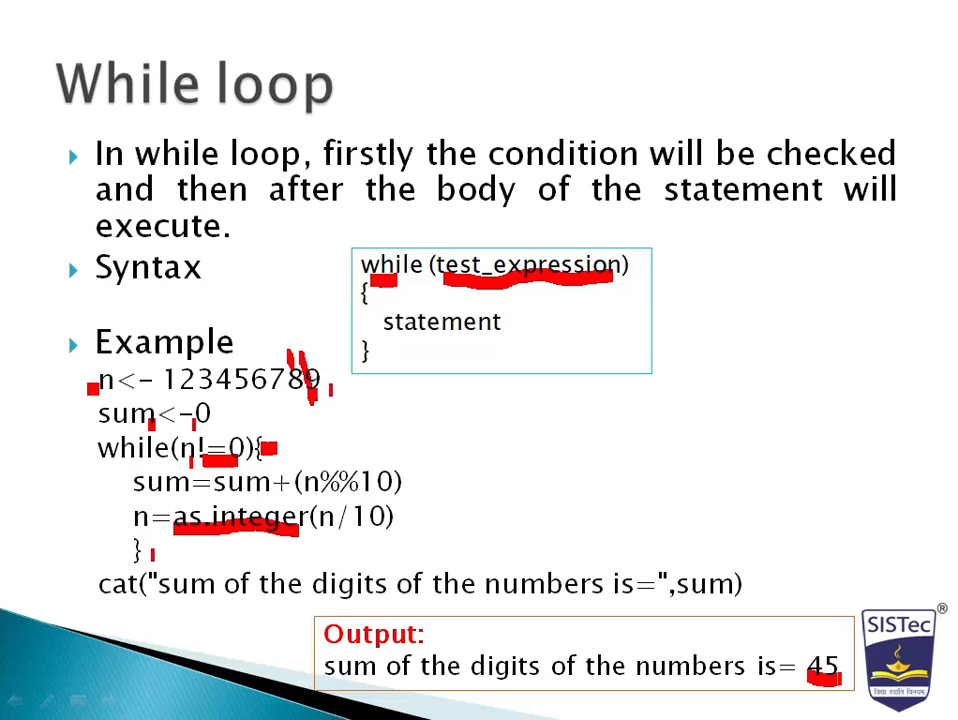 While loop
In while loop, firstly the condition will be checked
and then after the body of the statement will
execute.
Syntax
while (test_expression)
{
statement
}
Example
n<- 123456789
sum<-0
while(n!=0){
sum=sum+(n%%10)
n=as.integer(n/10)
}
cat("sum of the digits of the numbers is=",sum)
Output:
sum of the digits of the numbers is= 45
SISTec
®
विद्या ददाति विनयम्